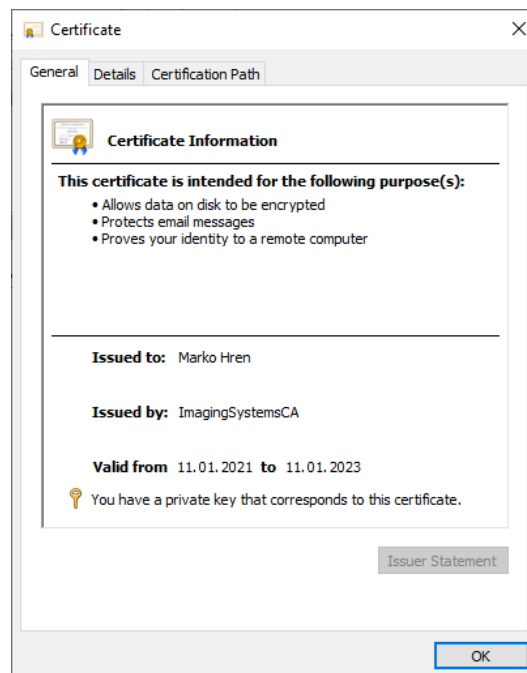 Certificate
General Details Certification Path
Certificate Information
This certificate is intended for the following purpose(s):
• Allows data on disk to be encrypted
• Protects email messages
• Proves your identity to a remote computer
Issued to: Marko Hren
Issued by: ImagingSystemsCA
Valid from 11.01.2021 to 11.01.2023
You have a private key that corresponds to this certificate.
Issuer Statement
OK